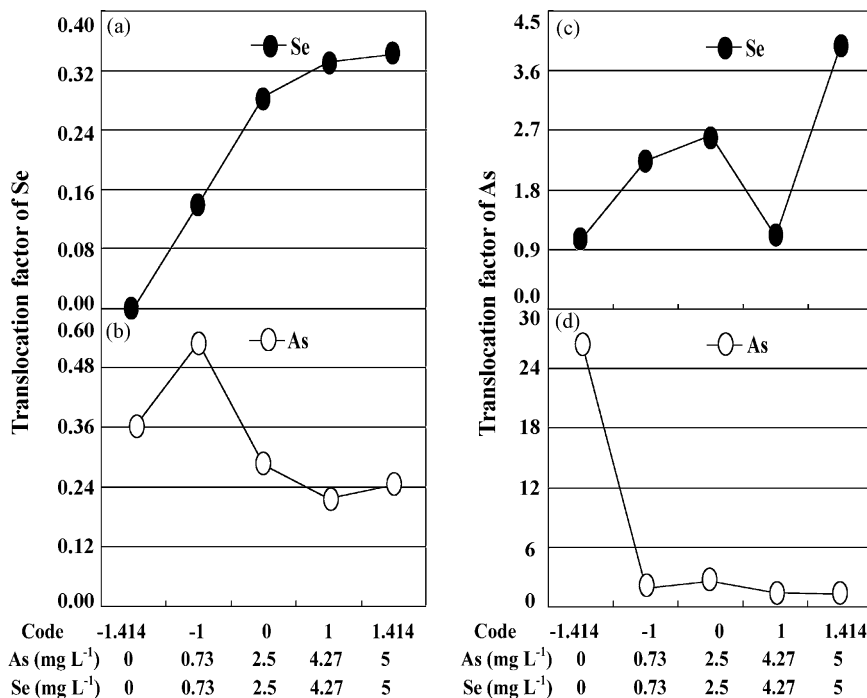 Translocation factor of Se
(a)
Se
0.40
0.32
0.24
0.16
0.08
0.00
(b)
As
0.60
0.48
0.36
0.24
0.12
0.00
Translocation factor of As
(c)
Se
4.5
3.6
2.7
1.8
0.9
0.0
(d)
As
30
24
18
12
6
0
Code -1.414 -1 0 1 1.414 -1.414 -1 0 1 1.414
As (mg L⁻¹) 0 0.73 2.5 4.27 5 As (mg L⁻¹) 0 0.73 2.5 4.27 5
Se (mg L⁻¹) 0 0.73 2.5 4.27 5 Se (mg L⁻¹) 0 0.73 2.5 4.27 5